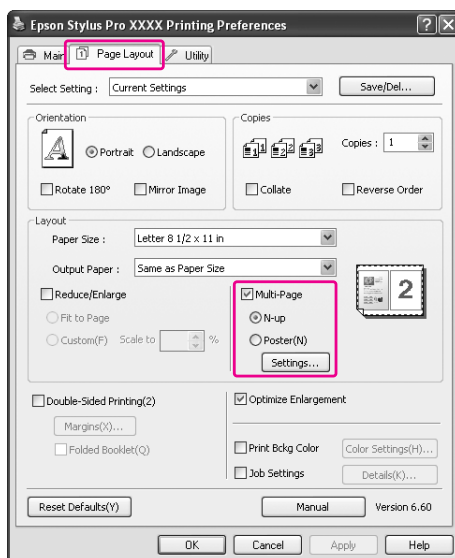 Epson Stylus Pro XXXX Printing Preferences
Main Page Layout Utility
Select Setting : Current Settings Save/Del...
Orientation Copies
A Portrait Landscape Copies : 1
Rotate 180° Mirror Image Collate Reverse Order
Layout
Paper Size : Letter 8 1/2 x 11 in
Output Paper : Same as Paper Size
Reduce/Enlarge Multi-Page 2
Fit to Page N-up
Custom(F) Scale to % Poster(N)
Settings...
Double-Sided Printing(2) Optimize Enlargement
Margins(X)...
Folded Booklet(Q) Print Bckg Color Color Settings(H)...
Job Settings Details(K)...
Reset Defaults(Y) Manual Version 6.60
OK Cancel Apply Help